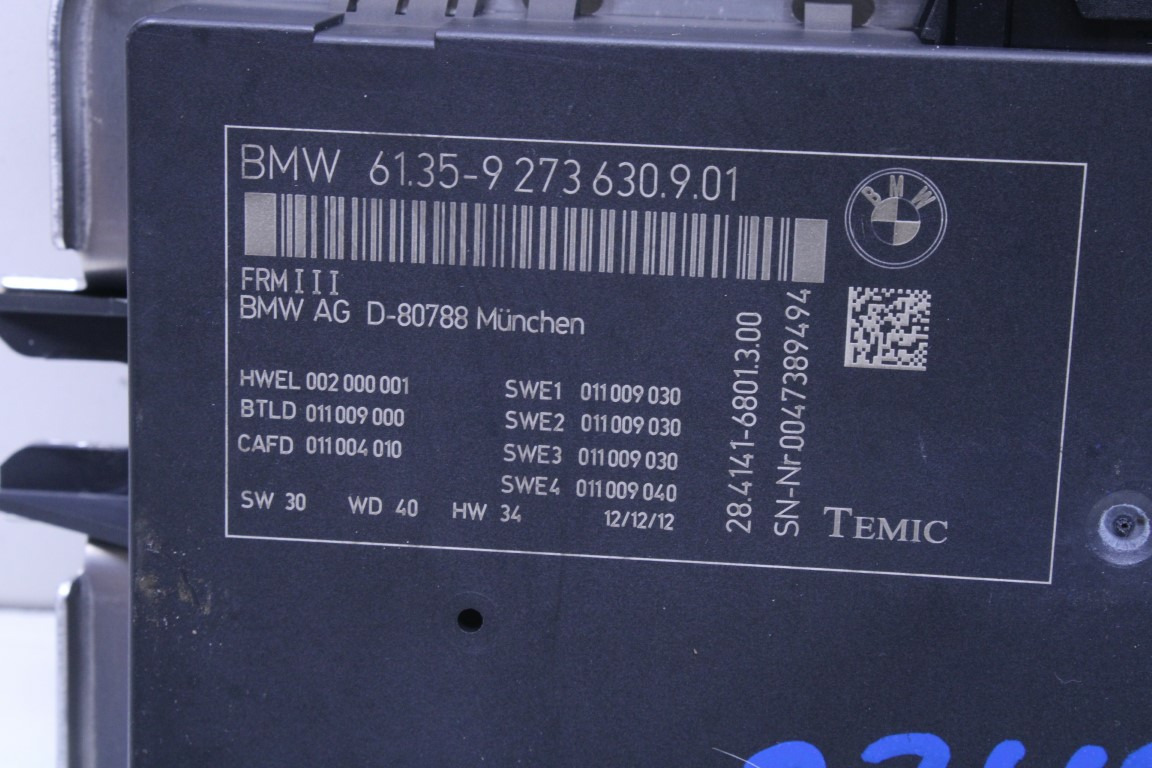 BMW 61.35-9 273 630.9.01
BMW
FRM III
BMW AG D-80788 München
HWEL 002 000 001
BTLD 011 009 000
CAFD 011 004 010
SWE1 011 009 030
SWE2 011 009 030
SWE3 011 009 030
SWE4 011 009 040
SW 30 WD 40 HW 34 12/12/12
28.4141-6801.3.00
SN-Nr0047389494
TEMIC